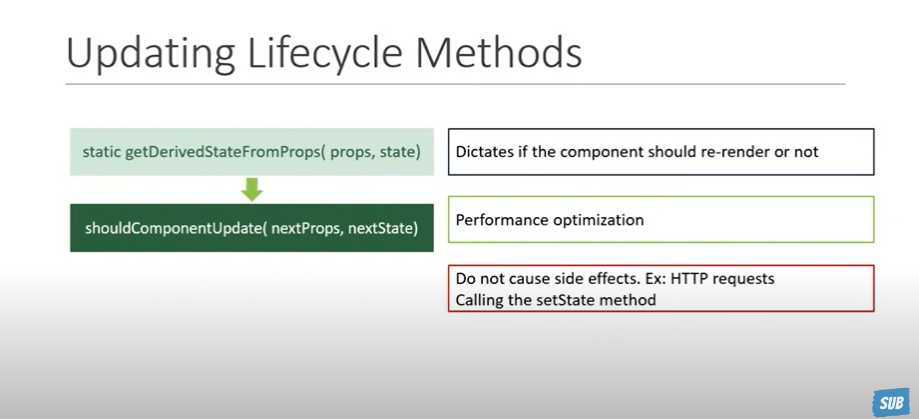 Updating Lifecycle Methods
static getDerivedStateFromProps( props, state)
Dictates if the component should re-render or not
shouldComponentUpdate( nextProps, nextState)
Performance optimization
Do not cause side effects. Ex: HTTP requests
Calling the setState method
SUB